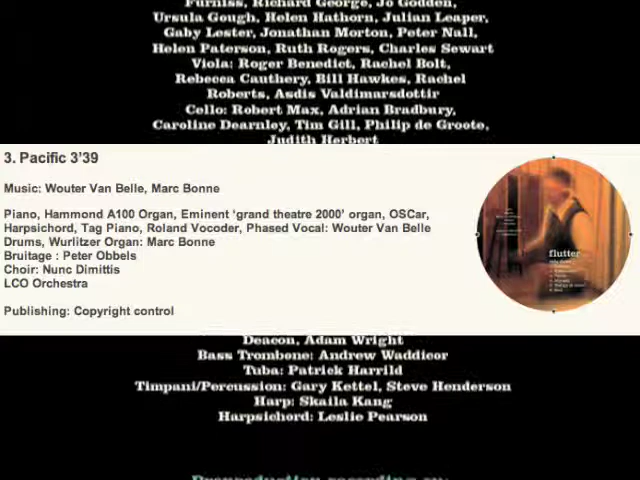 Furniss, Richard George, Jo Godden,
Ursula Gough, Helen Hathorn, Julian Leaper,
Gaby Lester, Jonathan Morton, Peter Nall,
Helen Paterson, Ruth Rogers, Charles Sewart
Viola: Roger Benedict, Rachel Bolt,
Rebecca Cauthery, Bill Hawkes, Rachel
Roberts, Asdis Valdimarsdottir
Cello: Robert Max, Adrian Bradbury,
Caroline Dearnley, Tim Gill, Philip de Groote,
Judith Herbert
3. Pacific 3’39
Music: Wouter Van Belle, Marc Bonne
Piano, Hammond A100 Organ, Eminent ‘grand theatre 2000’ organ, OSCar,
Harpsichord, Tag Piano, Roland Vocoder, Phased Vocal: Wouter Van Belle
Drums, Wurlitzer Organ: Marc Bonne
Bruitage : Peter Obbels
Choir: Nunc Dimittis
LCO Orchestra
Publishing: Copyright control
flutter
Deacon, Adam Wright
Bass Trombone: Andrew Waddicor
Tuba: Patrick Harrild
Timpani/Percussion: Gary Kettel, Steve Henderson
Harp: Skaila Kang
Harpsichord: Leslie Pearson